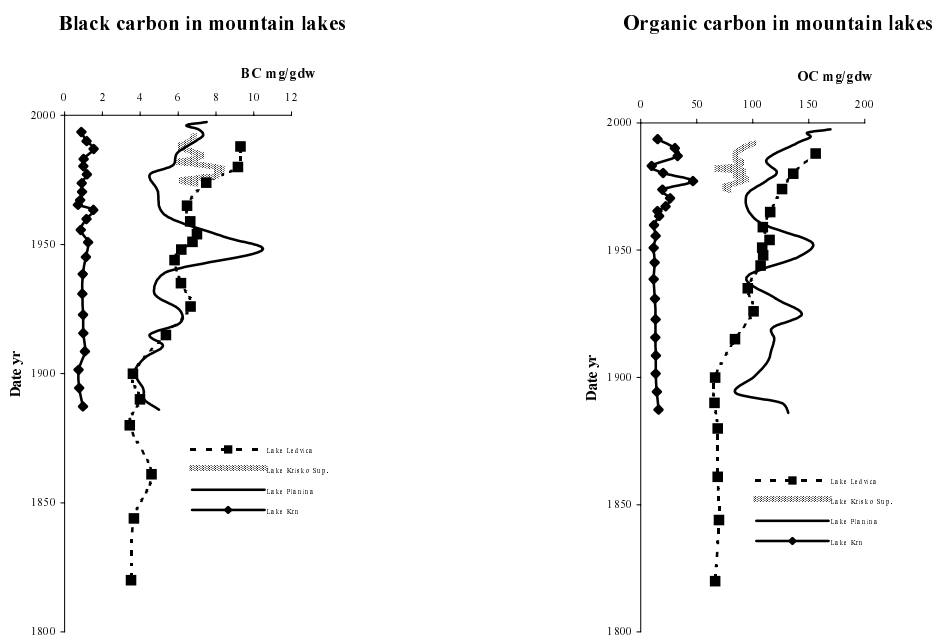 Black carbon in mountain lakes
BC mg/gdw
0 2 4 6 8 10 12
2000
1950
1900
1850
1800
Date yr
Lake Ledvica
Lake Krisko Sup.
Lake Planina
Lake Krn
Organic carbon in mountain lakes
OC mg/gdw
0 50 100 150 200
2000
1950
1900
1850
1800
Date yr
Lake Ledvica
Lake Krisko Sup.
Lake Planina
Lake Krn